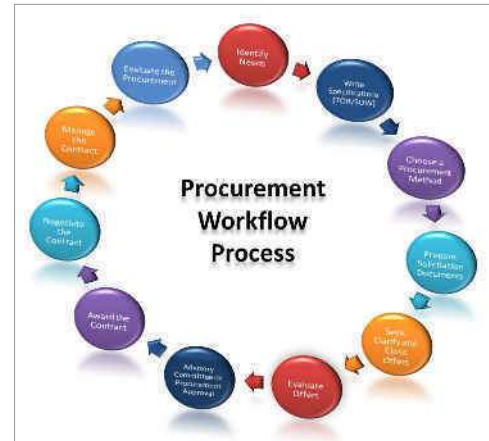 Procurement
Workflow
Process
Identify
Needs
Write
Specifications
(TOR/SOW)
Choose a
Procurement
Method
Prepare
Solicitation
Documents
Seek,
Clarify and
Close
Offers
Evaluate
Offers
Advisory
Committee
Procurement
Approval
Award the
Contract
Negotiate
the
Contract
Manage
the
Contract
Evaluate the
Procurement